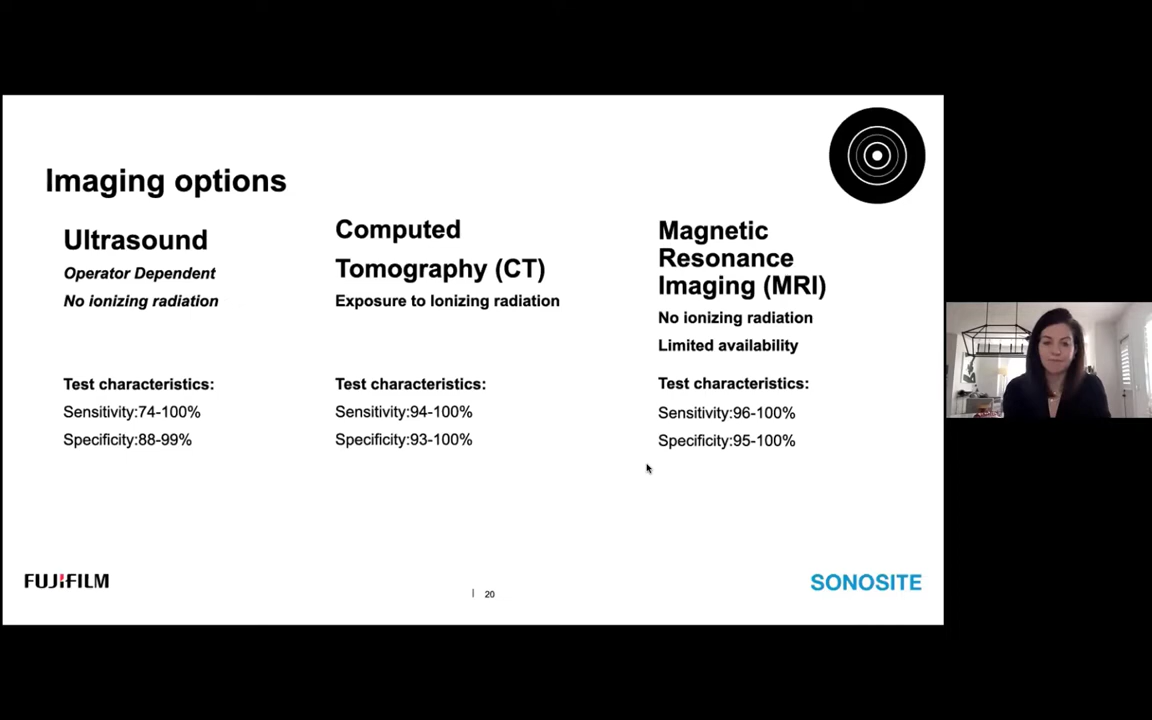 Imaging options
Ultrasound
Operator Dependent
No ionizing radiation
Test characteristics:
Sensitivity:74-100%
Specificity:88-99%
Computed
Tomography (CT)
Exposure to Ionizing radiation
Test characteristics:
Sensitivity:94-100%
Specificity:93-100%
Magnetic
Resonance
Imaging (MRI)
No ionizing radiation
Limited availability
Test characteristics:
Sensitivity:96-100%
Specificity:95-100%
FUJIFILM
| 20
SONOSITE